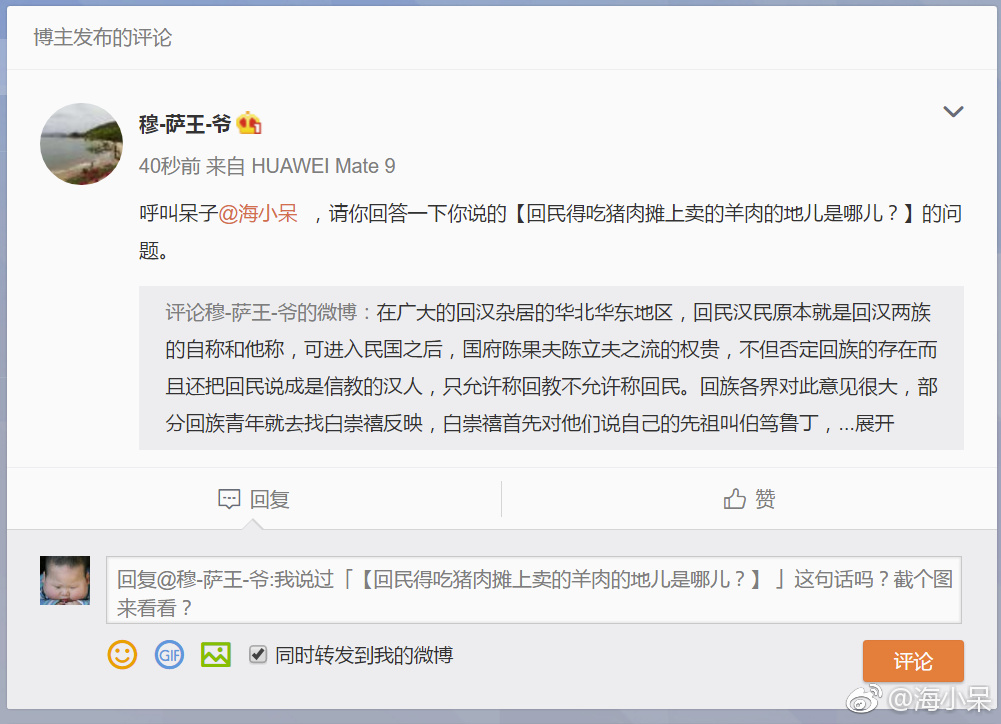 博主发布的评论
穆-萨王-爷
40秒前 来自 HUAWEI Mate 9
呼叫呆子@海小呆 ，请你回答一下你说的【回民得吃猪肉摊上卖的羊肉的地儿是哪儿？】的问
题。
评论穆-萨王-爷的微博：在广大的回汉杂居的华北华东地区，回民汉民原本就是回汉两族
的自称和他称，可进入民国之后，国府陈果夫陈立夫之流的权贵，不但否定回族的存在而
且还把回民说成是信教的汉人，只允许称回教不允许称回民。回族各界对此意见很大，部
分回族青年就去找白崇禧反映，白崇禧首先对他们说自己的先祖叫伯笃鲁丁，...展开
回复
赞
回复@穆-萨王-爷:我说过「【回民得吃猪肉摊上卖的羊肉的地儿是哪儿？】」这句话吗？截个图
来看看？
GIF
同时转发到我的微博
评论
@海小呆